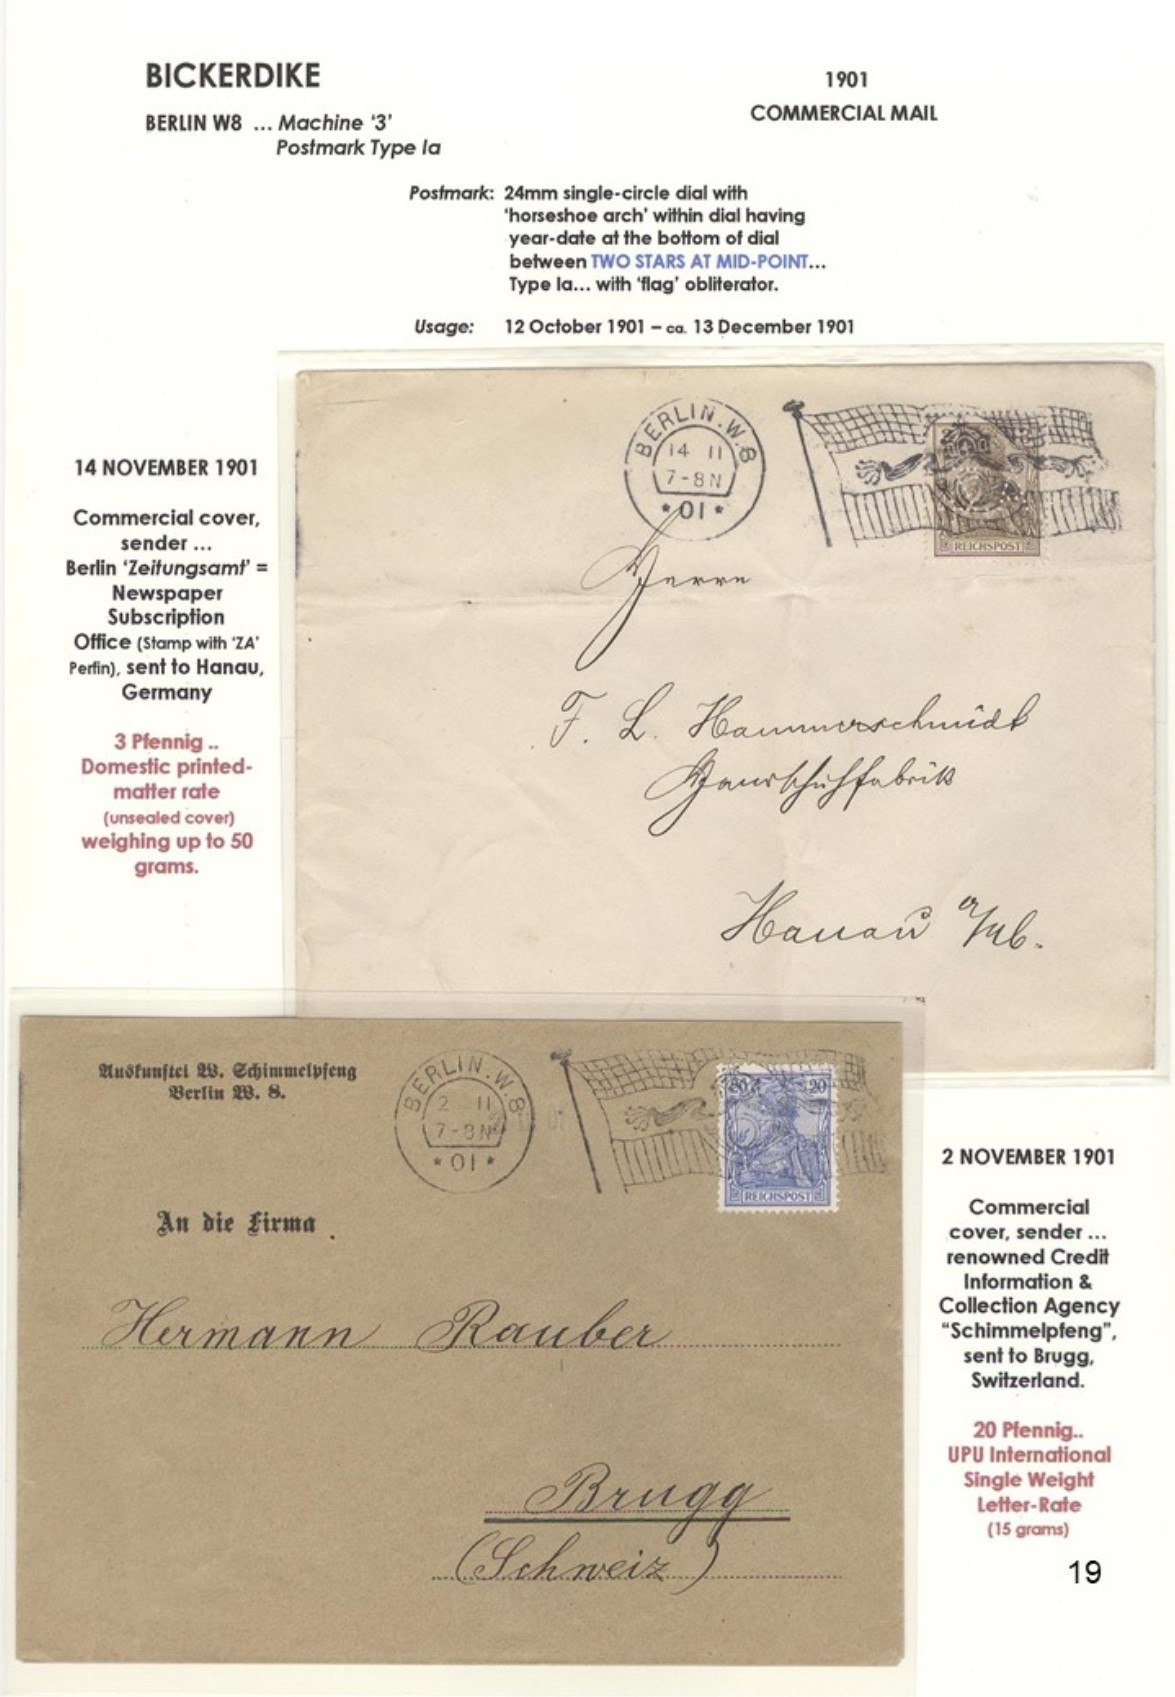 BICKERDIKE
BERLIN W8 ... Machine ‘3’
Postmark Type Ia
1901
COMMERCIAL MAIL
Postmark: 24mm single-circle dial with
‘horseshoe arch’ within dial having
year-date at the bottom of dial
between TWO STARS AT MID-POINT...
Type Ia... with ‘flag’ obliterator.
Usage: 12 October 1901 – ca. 13 December 1901
14 NOVEMBER 1901
Commercial cover,
sender ...
Berlin ‘Zeitungsamt’ =
Newspaper
Subscription
Office (Stamp with ‘ZA’
Perfin), sent to Hanau,
Germany
3 Pfennig ..
Domestic printed-
matter rate
(unsealed cover)
weighing up to 50
grams.
BERLIN.W.8
14 11
7-8N
* 01 *
REICHSPOST
Herrn
F. L. Hammerschmidt
Hanau a/M.
Auskunftei W. Schimmelpfeng
Berlin W. 8.
BERLIN.W.8
2 11
7-8N
* 01 *
20 20
REICHSPOST
An die Firma
Hermann Rauber
Brugg
(Schweiz)
2 NOVEMBER 1901
Commercial
cover, sender ...
renowned Credit
Information &
Collection Agency
“Schimmelpfeng”,
sent to Brugg,
Switzerland.
20 Pfennig..
UPU International
Single Weight
Letter-Rate
(15 grams)
19